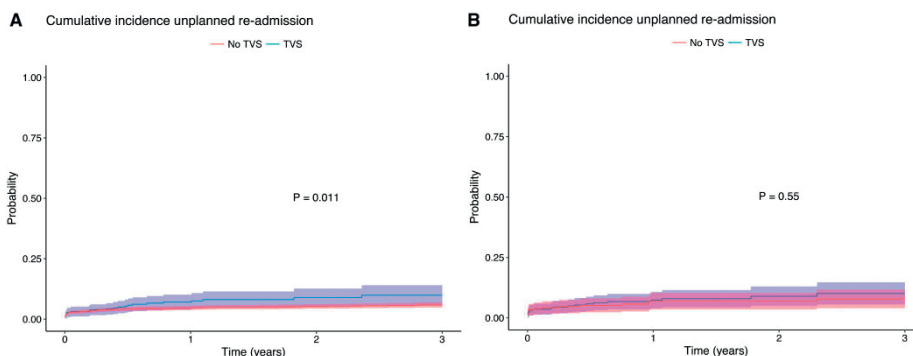 A
Cumulative incidence unplanned re-admission
No TVS TVS
1.00
0.75
0.50
0.25
0.00
Probability
P = 0.011
0 1 2 3
Time (years)
B
Cumulative incidence unplanned re-admission
No TVS TVS
1.00
0.75
0.50
0.25
0.00
Probability
P = 0.55
0 1 2 3
Time (years)